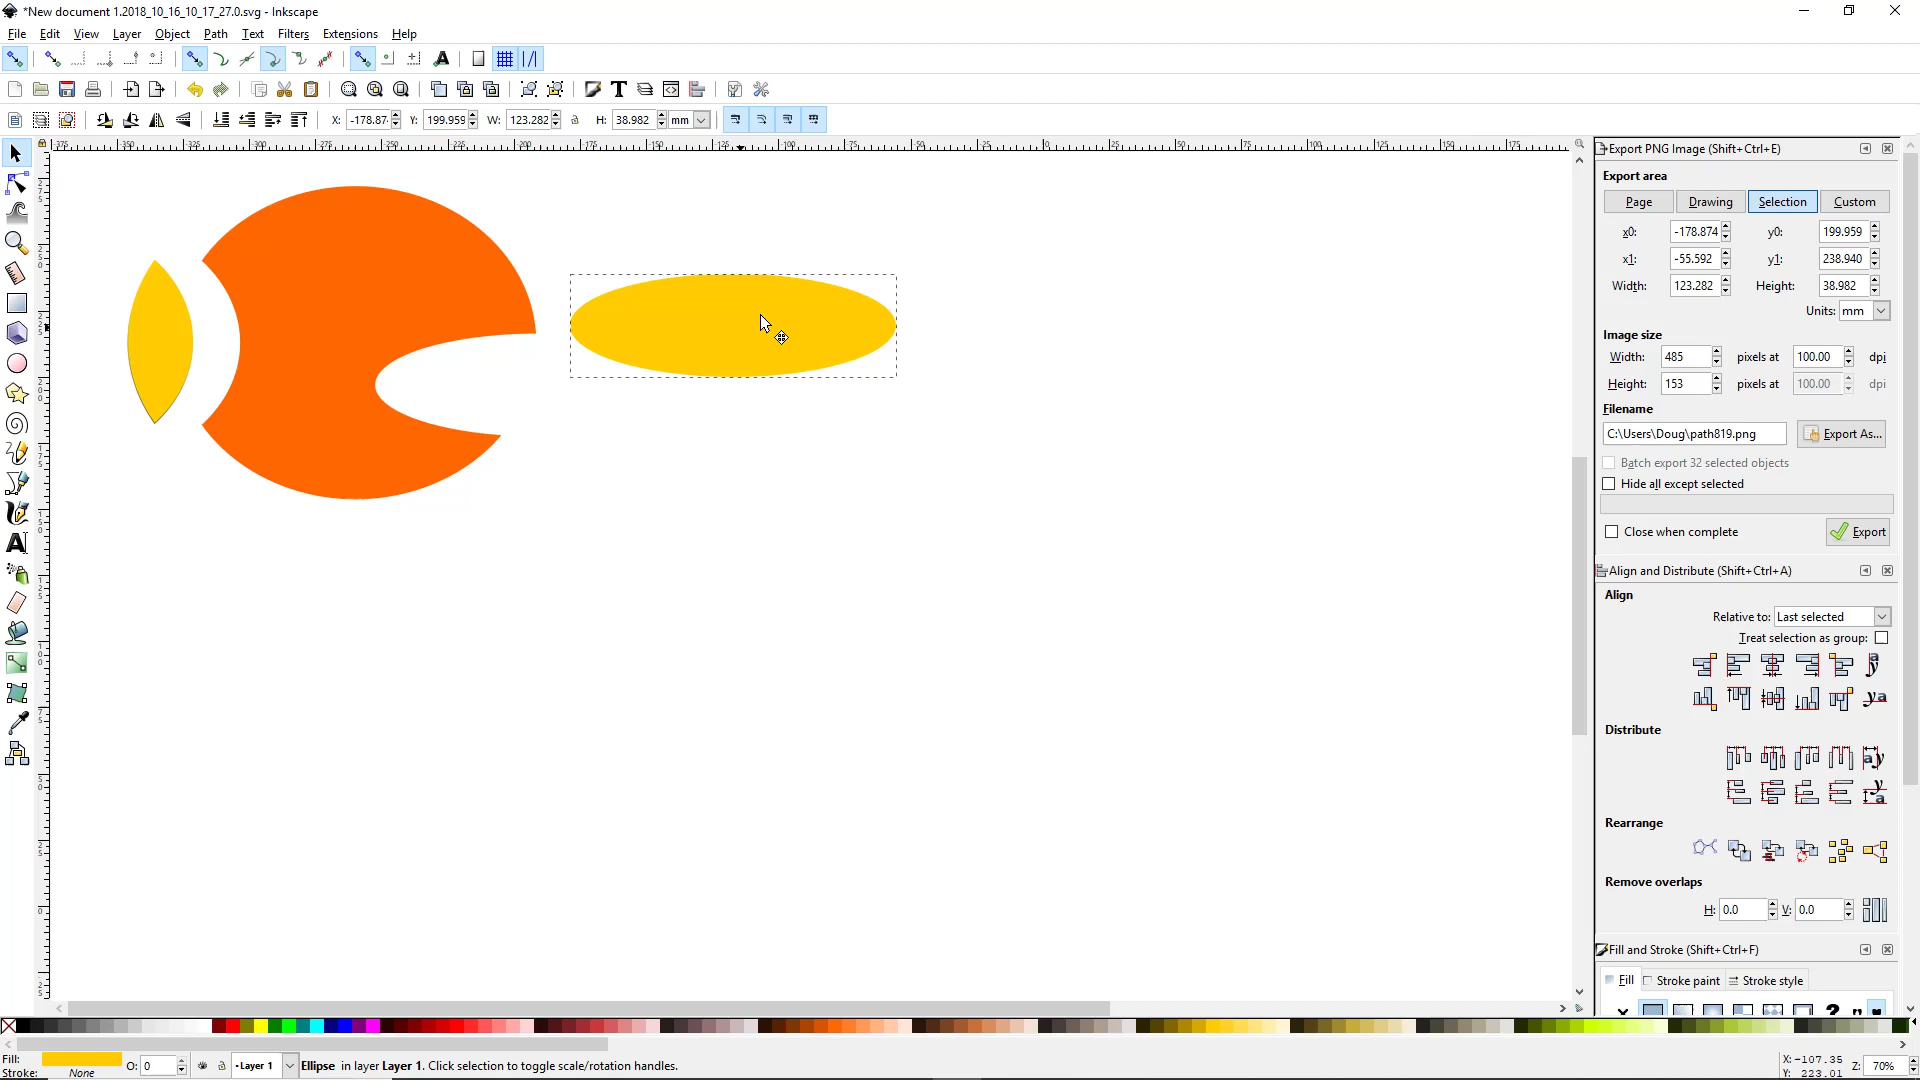 *New document 1.2018_10_16_10_17_27.0.svg - Inkscape
File Edit View Layer Object Path Text Filters Extensions Help
X: -178.87 Y: 199.959 W: 123.282 H: 38.982 mm
Export PNG Image (Shift+Ctrl+E)
Export area
Page Drawing Selection Custom
x0: -178.874 y0: 199.959
x1: -55.592 y1: 238.940
Width: 123.282 Height: 38.982
Units: mm
Image size
Width: 485 pixels at 100.00 dpi
Height: 153 pixels at 100.00 dpi
Filename
C:\Users\Doug\path819.png Export As...
Batch export 32 selected objects
Hide all except selected
Close when complete Export
Align and Distribute (Shift+Ctrl+A)
Align
Relative to: Last selected
Treat selection as group:
Distribute
Rearrange
Remove overlaps
H: 0.0 V: 0.0
Fill and Stroke (Shift+Ctrl+F)
Fill Stroke paint Stroke style
Fill: O: 0 Layer 1 Ellipse in layer Layer 1. Click selection to toggle scale/rotation handles. X: -107.35 Z: 70%
Stroke: None Y: 223.01